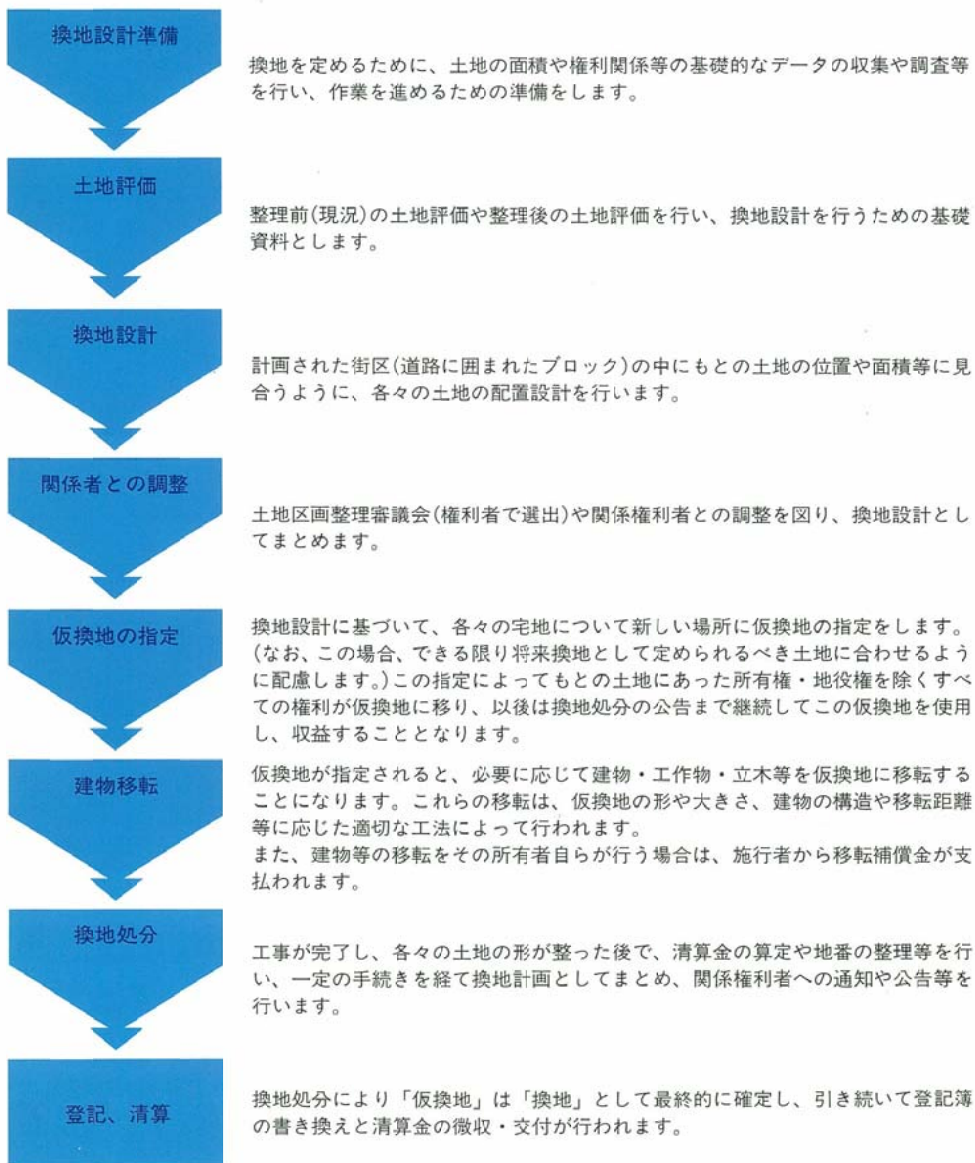 換地設計準備
換地を定めるために、土地の面積や権利関係等の基礎的なデータの収集や調査等
を行い、作業を進めるための準備をします。
土地評価
整理前(現況)の土地評価や整理後の土地評価を行い、換地設計を行うための基礎
資料とします。
換地設計
計画された街区(道路に囲まれたブロック)の中にもとの土地の位置や面積等に見
合うように、各々の土地の配置設計を行います。
関係者との調整
土地区画整理審議会(権利者で選出)や関係権利者との調整を図り、換地設計とし
てまとめます。
仮換地の指定
換地設計に基づいて、各々の宅地について新しい場所に仮換地の指定をします。
(なお、この場合、できる限り将来換地として定められるべき土地に合わせるよう
に配慮します。)この指定によってもとの土地にあった所有権・地役権を除くすべ
ての権利が仮換地に移り、以後は換地処分の公告まで継続してこの仮換地を使用
し、収益することとなります。
建物移転
仮換地が指定されると、必要に応じて建物・工作物・立木等を仮換地に移転する
ことになります。これらの移転は、仮換地の形や大きさ、建物の構造や移転距離
等に応じた適切な工法によって行われます。
また、建物等の移転をその所有者自らが行う場合は、施行者から移転補償金が支
払われます。
換地処分
工事が完了し、各々の土地の形が整った後で、清算金の算定や地番の整理等を行
い、一定の手続きを経て換地計画としてまとめ、関係権利者への通知や公告等を
行います。
登記、清算
換地処分により「仮換地」は「換地」として最終的に確定し、引き続いて登記簿
の書き換えと清算金の徴収・交付が行われます。